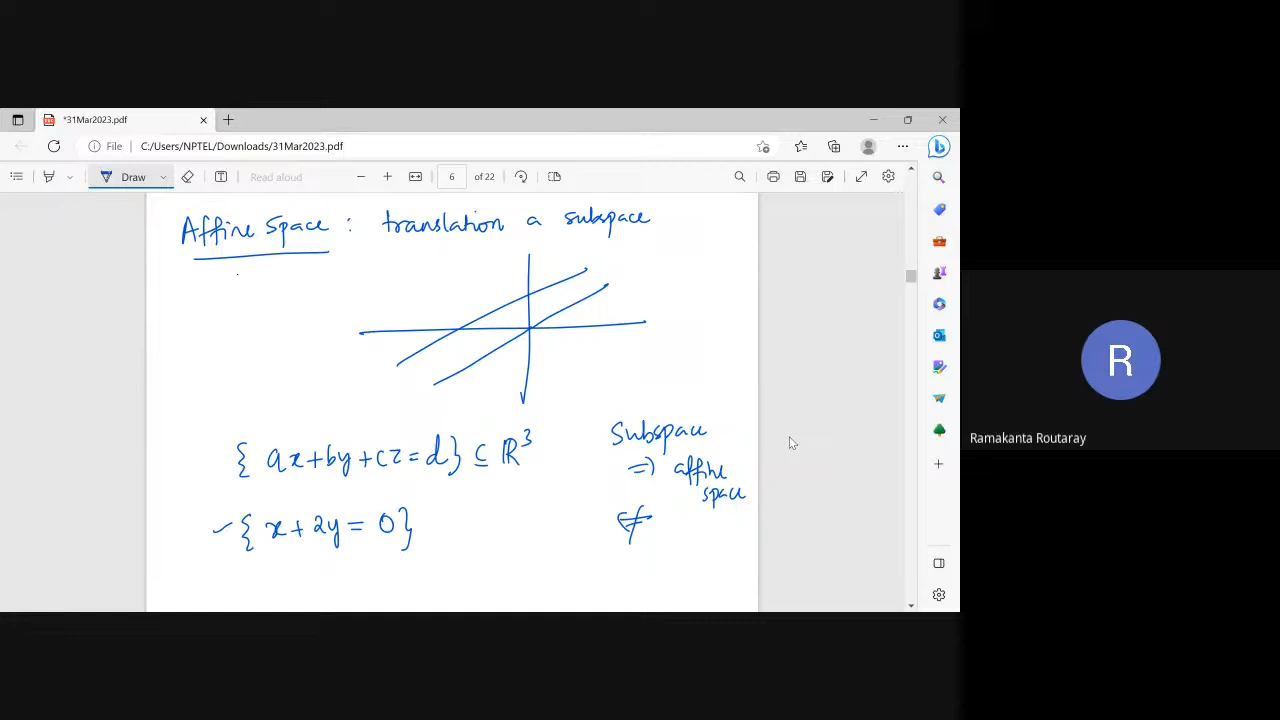 *31Mar2023.pdf
File C:/Users/NPTEL/Downloads/31Mar2023.pdf
Draw Read aloud 6 of 22
Affine Space : translation a subspace
{ ax+by+cz=d} ⊆ ℝ³
Subspace
=> affine
space
{ x+2y= 0}
R
Ramakanta Routaray